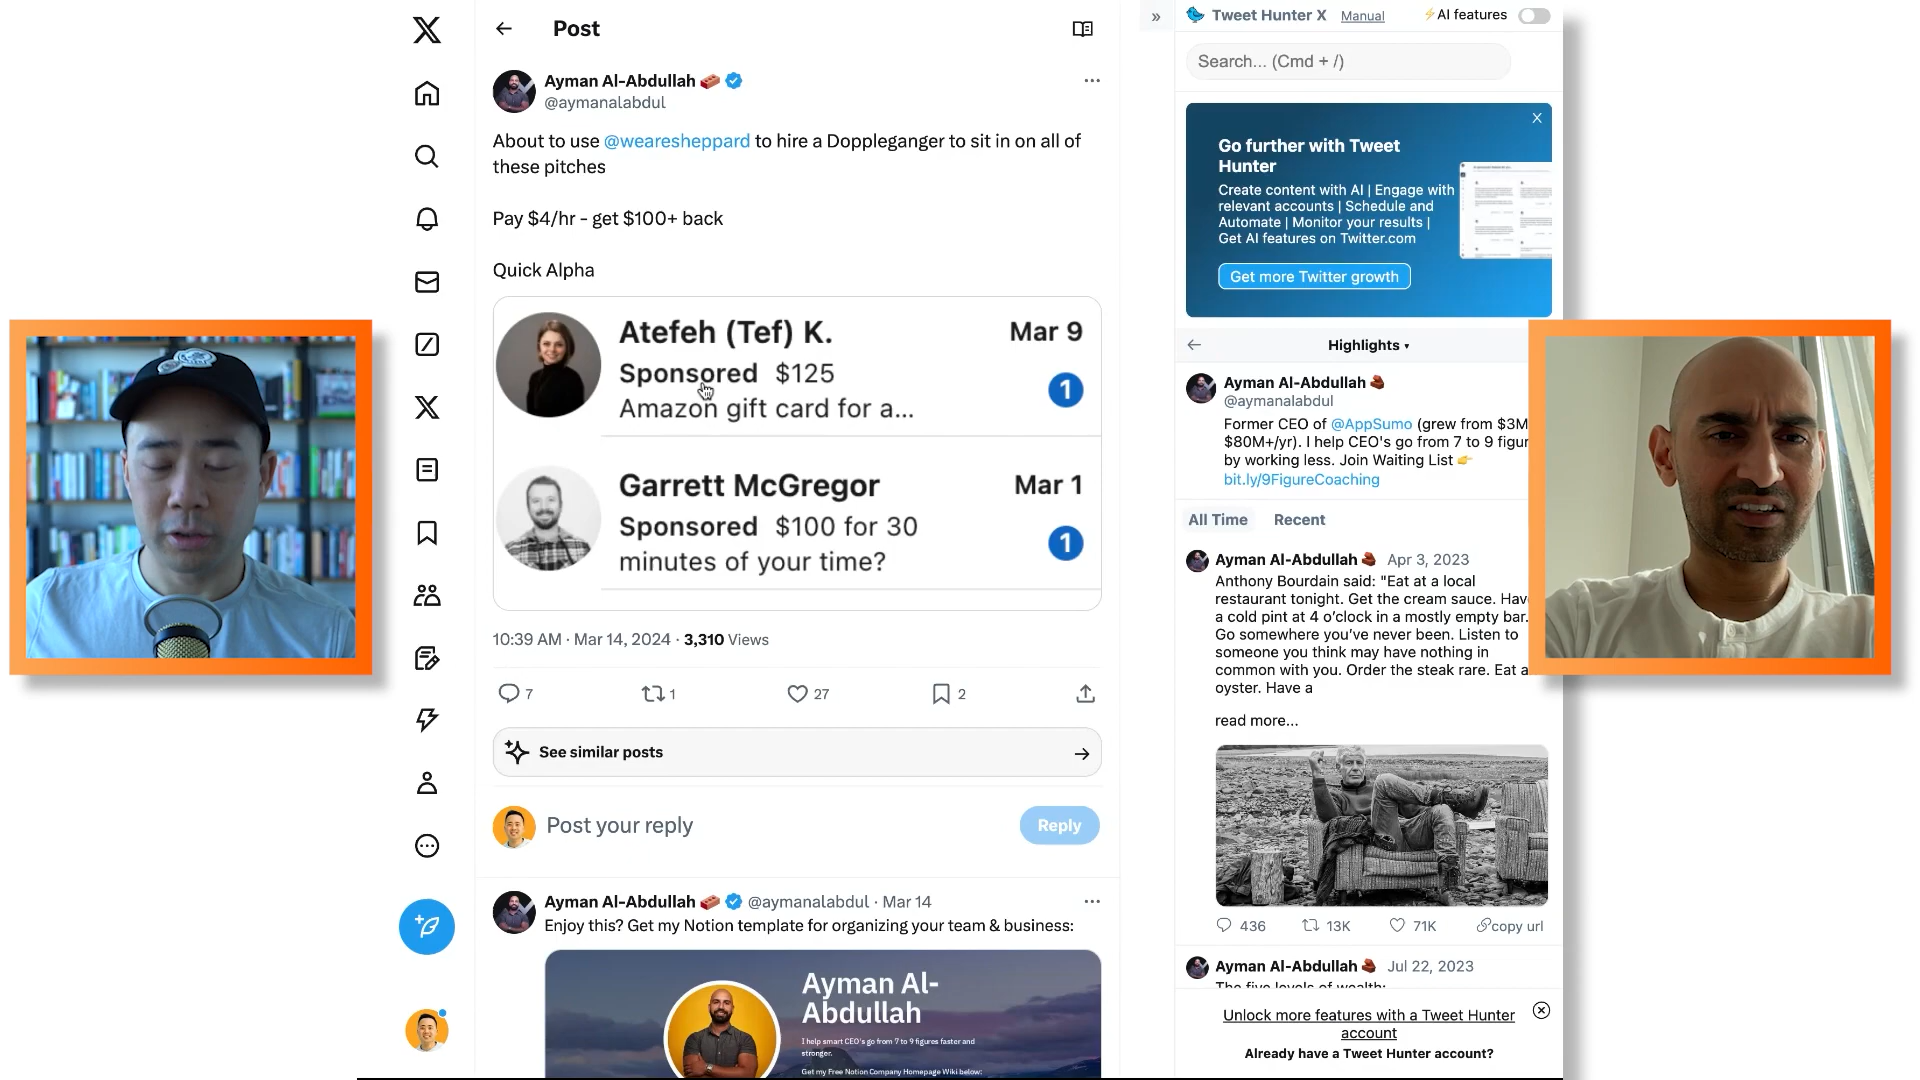 Post
Ayman Al-Abdullah
@aymanalabdul
About to use @wearesheppard to hire a Doppleganger to sit in on all of
these pitches
Pay $4/hr - get $100+ back
Quick Alpha
Atefeh (Tef) K.
Mar 9
Sponsored $125
1
Amazon gift card for a...
Garrett McGregor
Mar 1
Sponsored $100 for 30
1
minutes of your time?
10:39 AM · Mar 14, 2024 · 3,310 Views
7
1
27
2
See similar posts
Post your reply
Reply
Ayman Al-Abdullah @aymanalabdul · Mar 14
Enjoy this? Get my Notion template for organizing your team & business:
Ayman Al-
Abdullah
I help smart CEO's go from 7 to 9 figures faster and
stronger.
Get my Free Notion Company Homepage Wiki below:
Tweet Hunter X Manual AI features
Search... (Cmd + /)
X
Go further with Tweet
Hunter
Create content with AI | Engage with
relevant accounts | Schedule and
Automate | Monitor your results |
Get AI features on Twitter.com
Get more Twitter growth
Highlights
Ayman Al-Abdullah
@aymanalabdul
Former CEO of @AppSumo (grew from $3M
$80M+/yr). I help CEO's go from 7 to 9 figur
by working less. Join Waiting List
bit.ly/9FigureCoaching
All Time Recent
Ayman Al-Abdullah Apr 3, 2023
Anthony Bourdain said: "Eat at a local
restaurant tonight. Get the cream sauce. Hav
a cold pint at 4 o'clock in a mostly empty bar.
Go somewhere you've never been. Listen to
someone you think may have nothing in
common with you. Order the steak rare. Eat a
oyster. Have a
read more...
436 13K 71K copy url
Ayman Al-Abdullah Jul 22, 2023
The five levels of wealth:
Unlock more features with a Tweet Hunter
account
Already have a Tweet Hunter account?